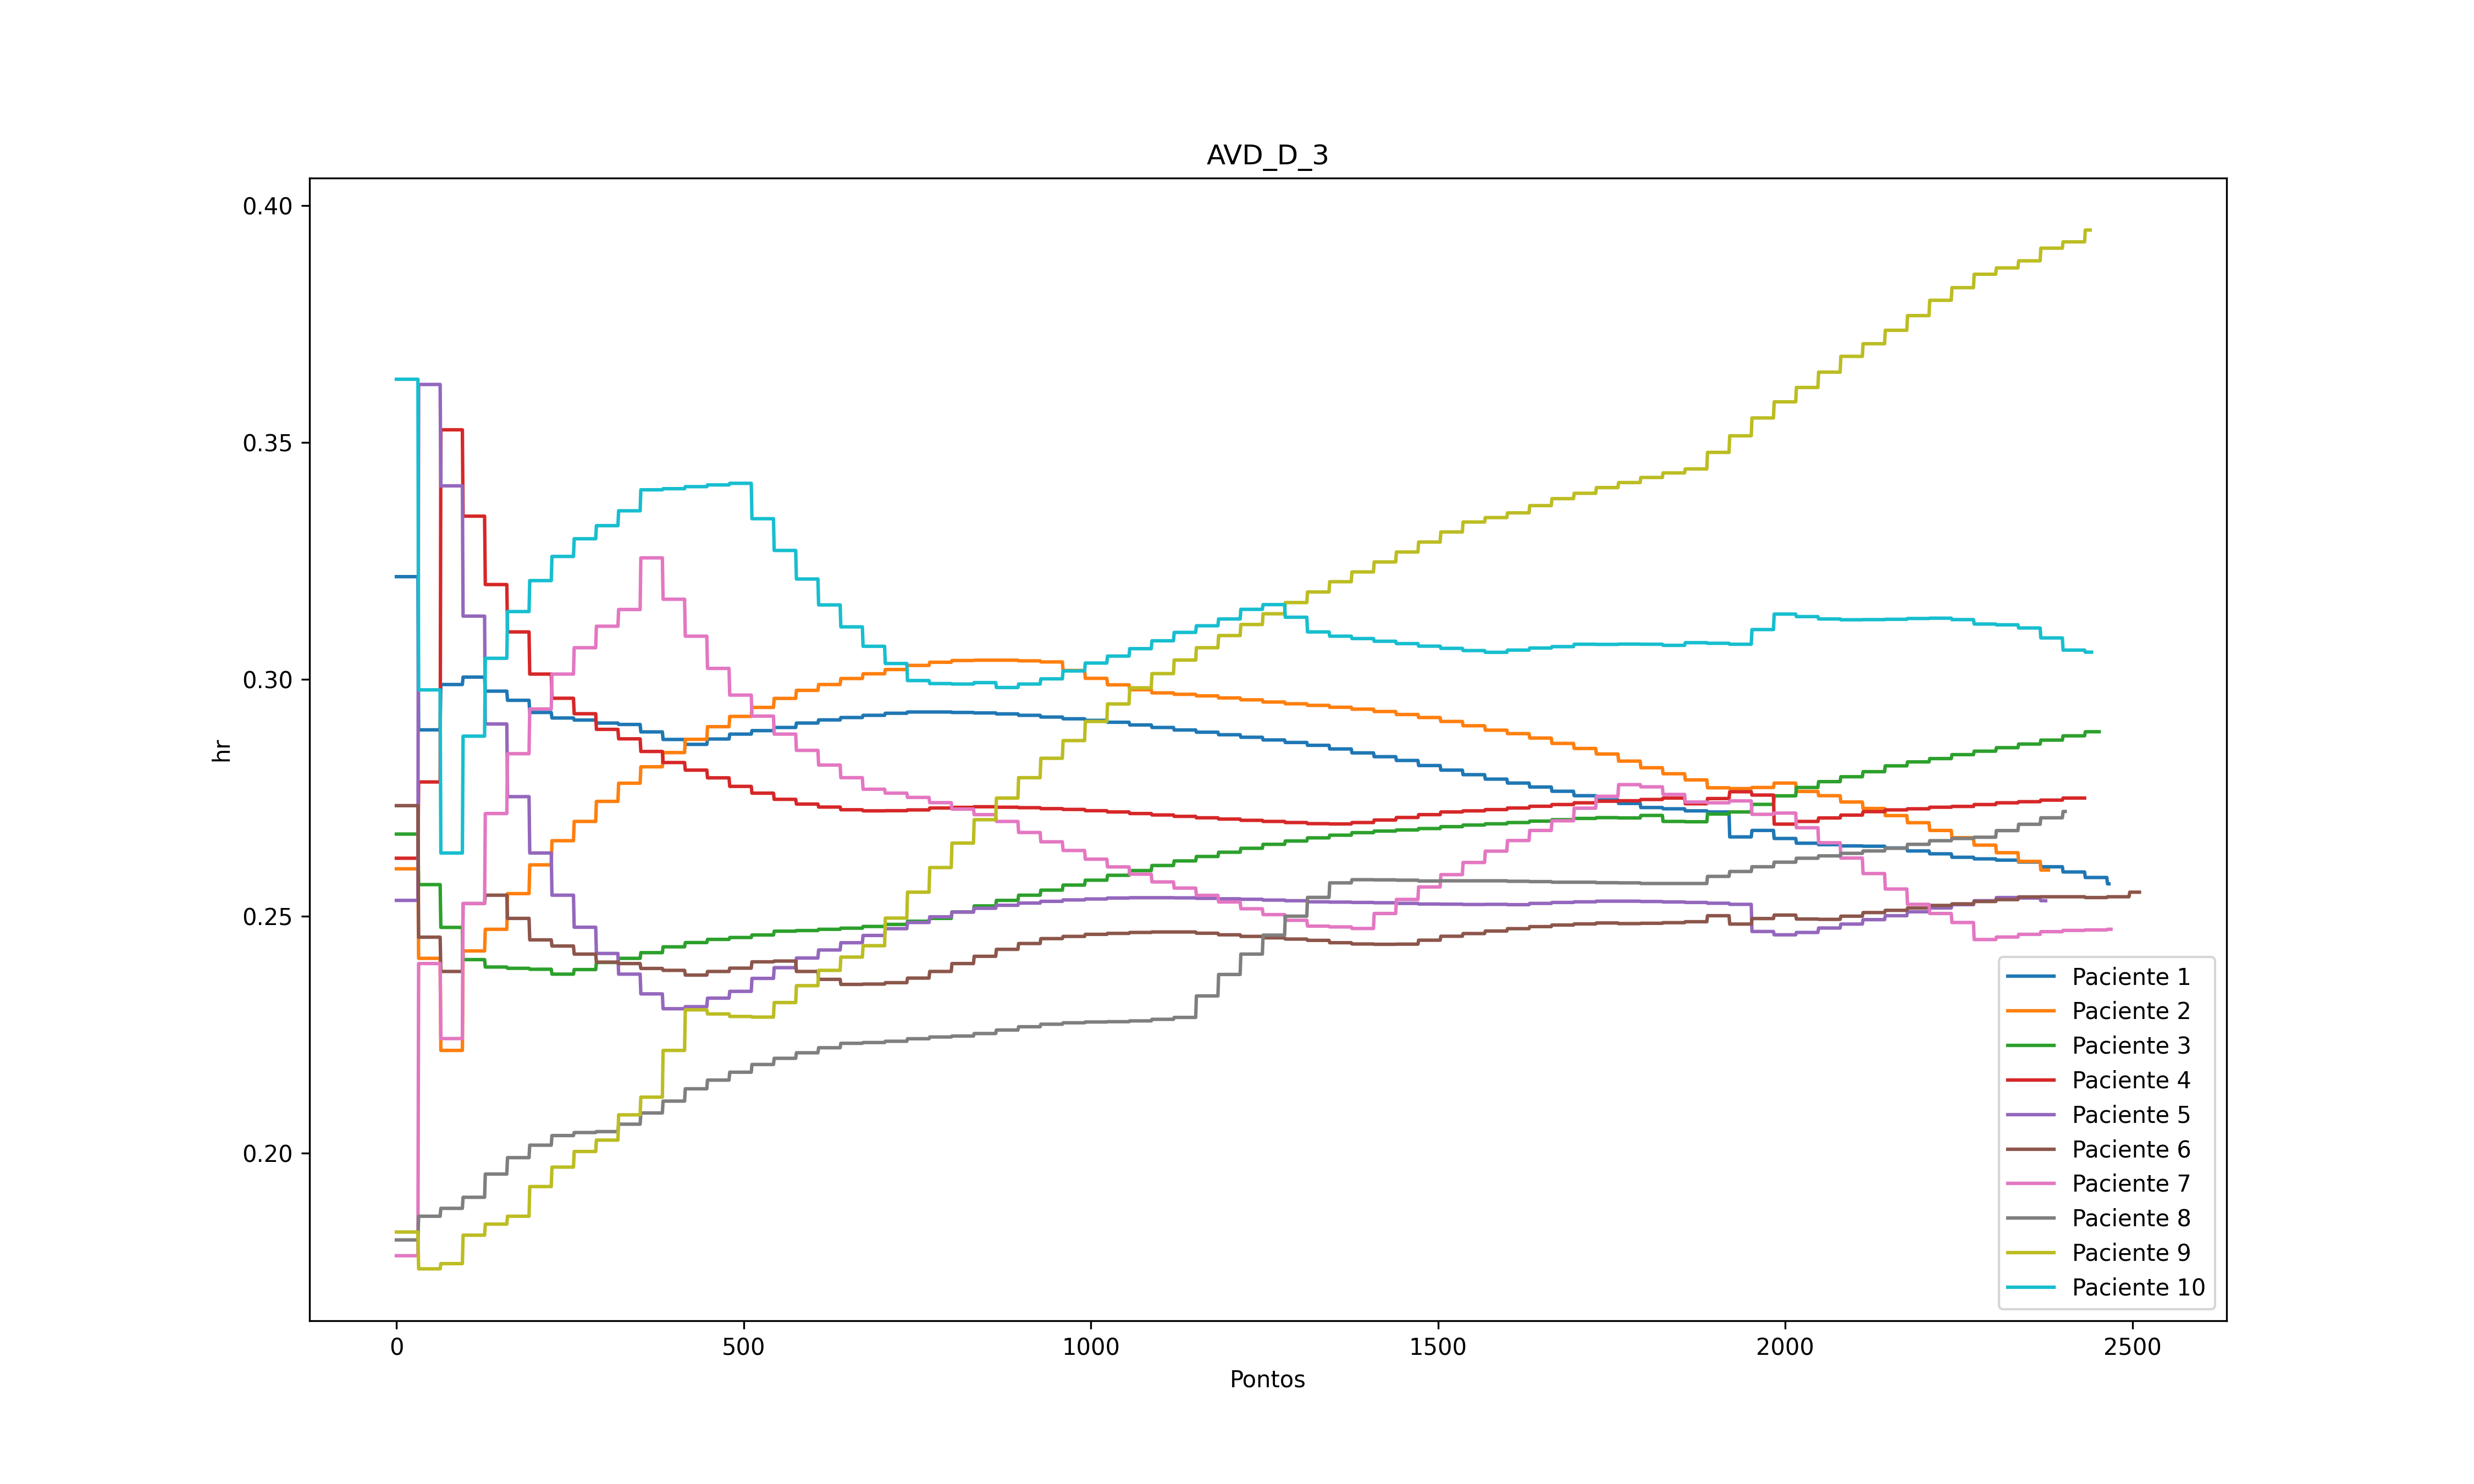 AVD_D_3
0.40
0.35
0.30
0.25
0.20
hr
0
500
1000
1500
2000
2500
Pontos
Paciente 1
Paciente 2
Paciente 3
Paciente 4
Paciente 5
Paciente 6
Paciente 7
Paciente 8
Paciente 9
Paciente 10